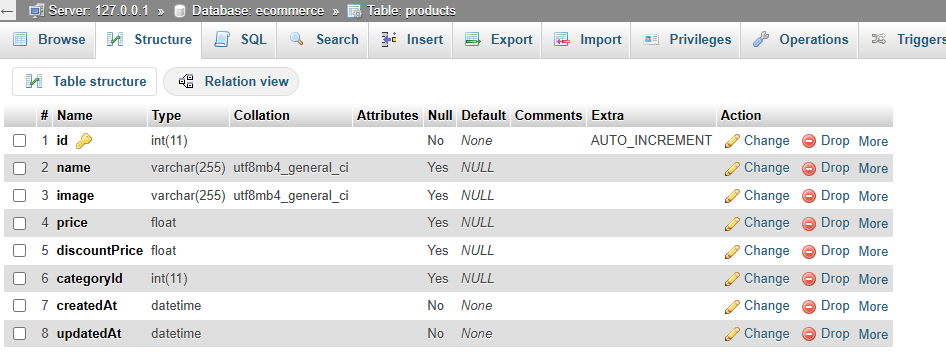 ← Server: 127.0.0.1 » Database: ecommerce » Table: products
Browse Structure SQL Search Insert Export Import Privileges Operations Triggers
Table structure Relation view
# Name Type Collation Attributes Null Default Comments Extra Action
1 id int(11) No None AUTO_INCREMENT Change Drop More
2 name varchar(255) utf8mb4_general_ci Yes NULL Change Drop More
3 image varchar(255) utf8mb4_general_ci Yes NULL Change Drop More
4 price float Yes NULL Change Drop More
5 discountPrice float Yes NULL Change Drop More
6 categoryId int(11) Yes NULL Change Drop More
7 createdAt datetime No None Change Drop More
8 updatedAt datetime No None Change Drop More